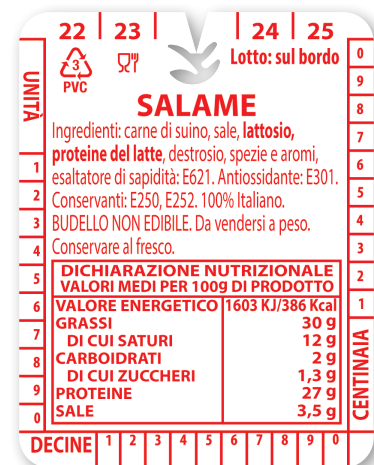 22 23 24 25
3
PVC
Lotto: sul bordo
SALAME
Ingredienti: carne di suino, sale, lattosio,
proteine del latte, destrosio, spezie e aromi,
esaltatore di sapidità: E621. Antiossidante: E301.
Conservanti: E250, E252. 100% Italiano.
BUDELLO NON EDIBILE. Da vendersi a peso.
Conservare al fresco.
DICHIARAZIONE NUTRIZIONALE
VALORI MEDI PER 100g DI PRODOTTO
VALORE ENERGETICO 1603 KJ/386 Kcal
GRASSI 30 g
DI CUI SATURI 12 g
CARBOIDRATI 2 g
DI CUI ZUCCHERI 1,3 g
PROTEINE 27 g
SALE 3,5 g
UNITÀ
1
2
3
4
5
6
7
8
9
0
DECINE 1 2 3 4 5 6 7 8 9 0
0
9
8
7
6
5
4
3
2
1
CENTINAIA